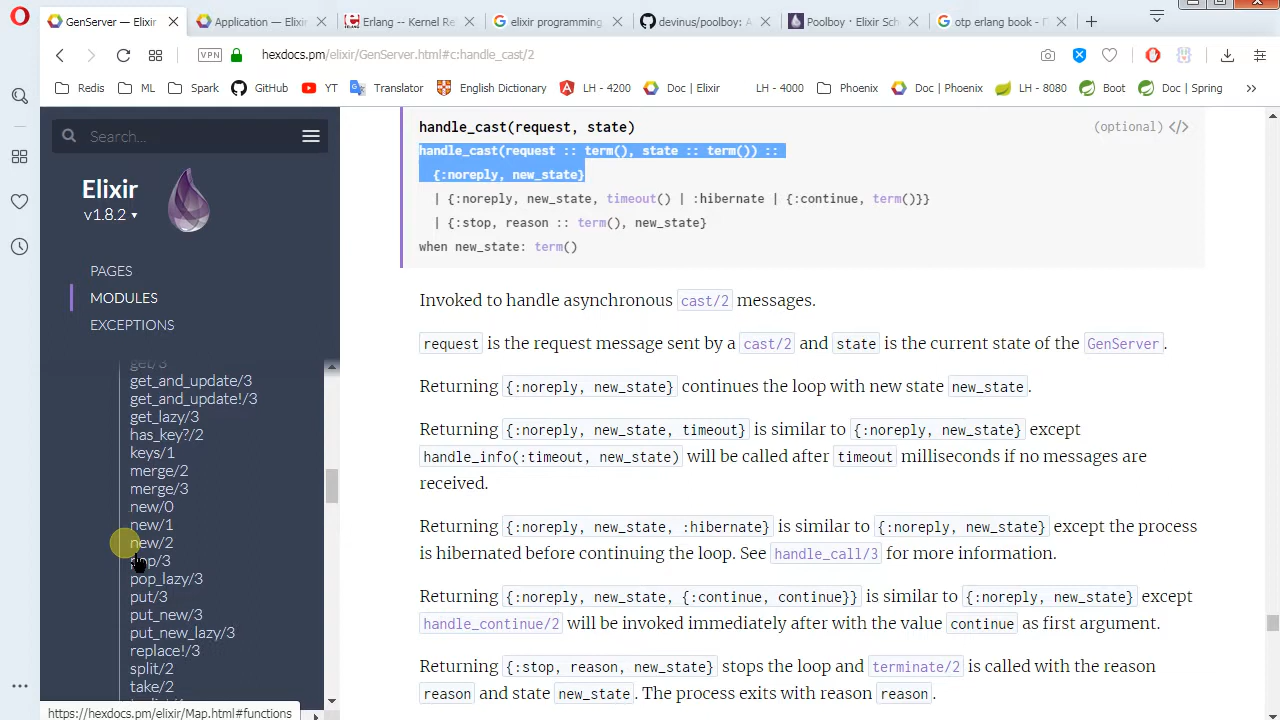 GenServer — Elixir
Application — Elixi
Erlang -- Kernel Re
elixir programming
devinus/poolboy:
Poolboy · Elixir Sch
otp erlang book - П
VPN
hexdocs.pm/elixir/GenServer.html#c:handle_cast/2
Redis
ML
Spark
GitHub
YT
Translator
English Dictionary
LH - 4200
Doc | Elixir
LH - 4000
Phoenix
Doc | Phoenix
LH - 8080
Boot
Doc | Spring
Search...
Elixir
v1.8.2
PAGES
MODULES
EXCEPTIONS
get/3
get_and_update/3
get_and_update!/3
get_lazy/3
has_key?/2
keys/1
merge/2
merge/3
new/0
new/1
new/2
pop/3
pop_lazy/3
put/3
put_new/3
put_new_lazy/3
replace!/3
split/2
take/2
https://hexdocs.pm/elixir/Map.html#functions
handle_cast(request, state)
(optional) </>
handle_cast(request :: term(), state :: term()) ::
{:noreply, new_state}
| {:noreply, new_state, timeout() | :hibernate | {:continue, term()}}
| {:stop, reason :: term(), new_state}
when new_state: term()
Invoked to handle asynchronous cast/2 messages.
request is the request message sent by a cast/2 and state is the current state of the GenServer.
Returning {:noreply, new_state} continues the loop with new state new_state.
Returning {:noreply, new_state, timeout} is similar to {:noreply, new_state} except
handle_info(:timeout, new_state) will be called after timeout milliseconds if no messages are
received.
Returning {:noreply, new_state, :hibernate} is similar to {:noreply, new_state} except the process
is hibernated before continuing the loop. See handle_call/3 for more information.
Returning {:noreply, new_state, {:continue, continue}} is similar to {:noreply, new_state} except
handle_continue/2 will be invoked immediately after with the value continue as first argument.
Returning {:stop, reason, new_state} stops the loop and terminate/2 is called with the reason
reason and state new_state. The process exits with reason reason.